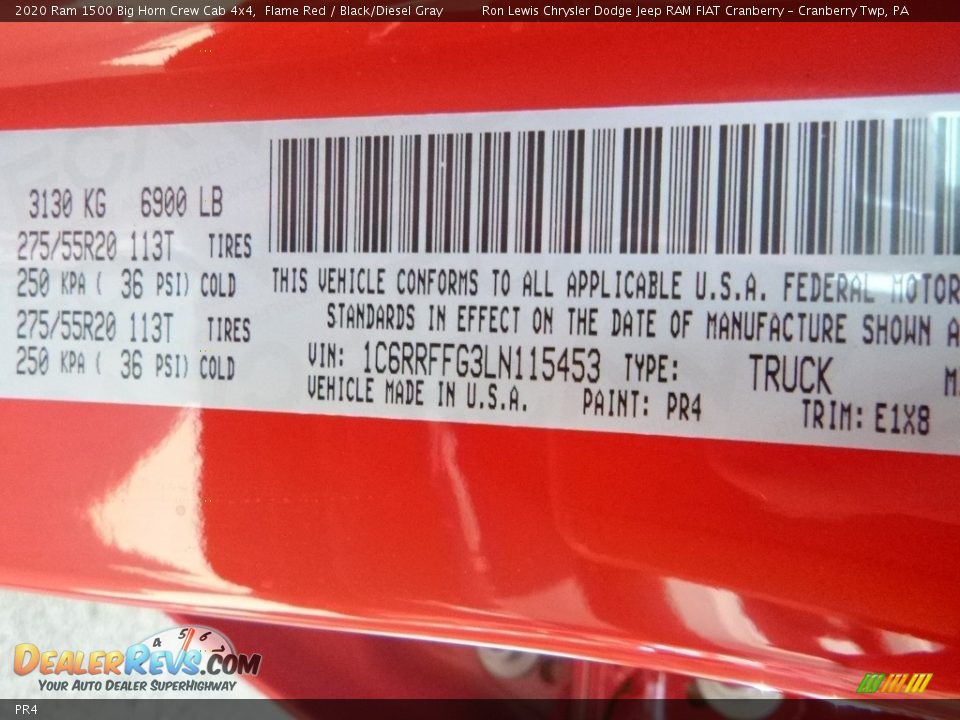 2020 Ram 1500 Big Horn Crew Cab 4x4, Flame Red / Black/Diesel Gray Ron Lewis Chrysler Dodge Jeep RAM FIAT Cranberry - Cranberry Twp, PA
3130 KG 6900 LB
275/55R20 113T TIRES
250 KPA ( 36 PSI) COLD
275/55R20 113T TIRES
250 KPA ( 36 PSI) COLD
THIS VEHICLE CONFORMS TO ALL APPLICABLE U.S.A. FEDERAL MOTOR
STANDARDS IN EFFECT ON THE DATE OF MANUFACTURE SHOWN A
VIN: 1C6RRFFG3LN115453 TYPE: TRUCK
VEHICLE MADE IN U.S.A. PAINT: PR4 TRIM: E1X8
4 5 6
DEALERREVS.COM
YOUR AUTO DEALER SUPERHIGHWAY
PR4